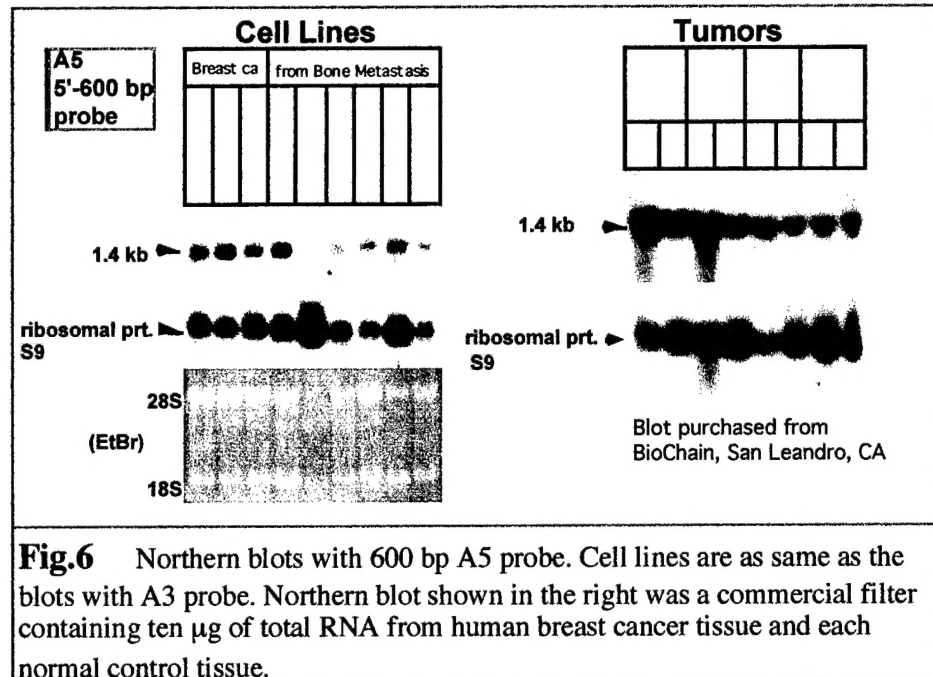 Cell Lines
Tumors
A5
5'-600 bp
probe
Breast ca
from Bone Metastasis
1.4 kb
ribosomal prt.
S9
28S
(EtBr)
18S
1.4 kb
ribosomal prt.
S9
Blot purchased from
BioChain, San Leandro, CA
Fig.6 Northern blots with 600 bp A5 probe. Cell lines are as same as the
blots with A3 probe. Northern blot shown in the right was a commercial filter
containing ten µg of total RNA from human breast cancer tissue and each
normal control tissue.